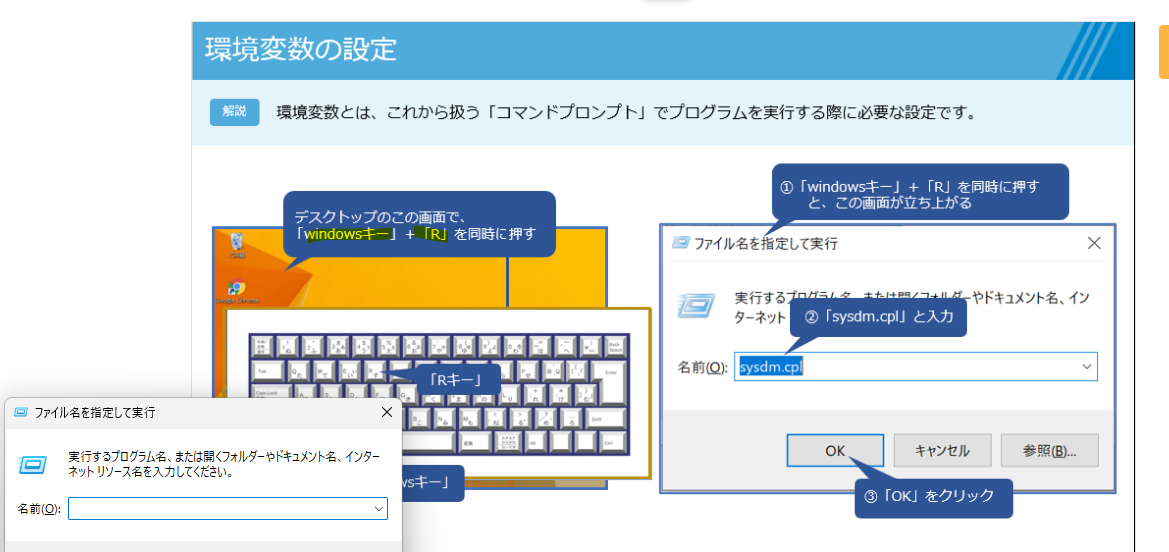 環境変数の設定
解説
環境変数とは、これから扱う「コマンドプロンプト」でプログラムを実行する際に必要な設定です。
デスクトップのこの画面で、
「windowsキー」+「R」を同時に押す
Google Chrome
「Rキー」
wsキー」
①「windowsキー」+「R」を同時に押す
と、この画面が立ち上がる
ファイル名を指定して実行
実行するプログラム名、または開くフォルダーやドキュメント名、イン
ターネット
②「sysdm.cpl」と入力
名前(O):
sysdm.cpl
OK
キャンセル
参照(B)...
③「OK」をクリック
ファイル名を指定して実行
実行するプログラム名、または開くフォルダーやドキュメント名、インター
ネット リソース名を入力してください。
名前(O):